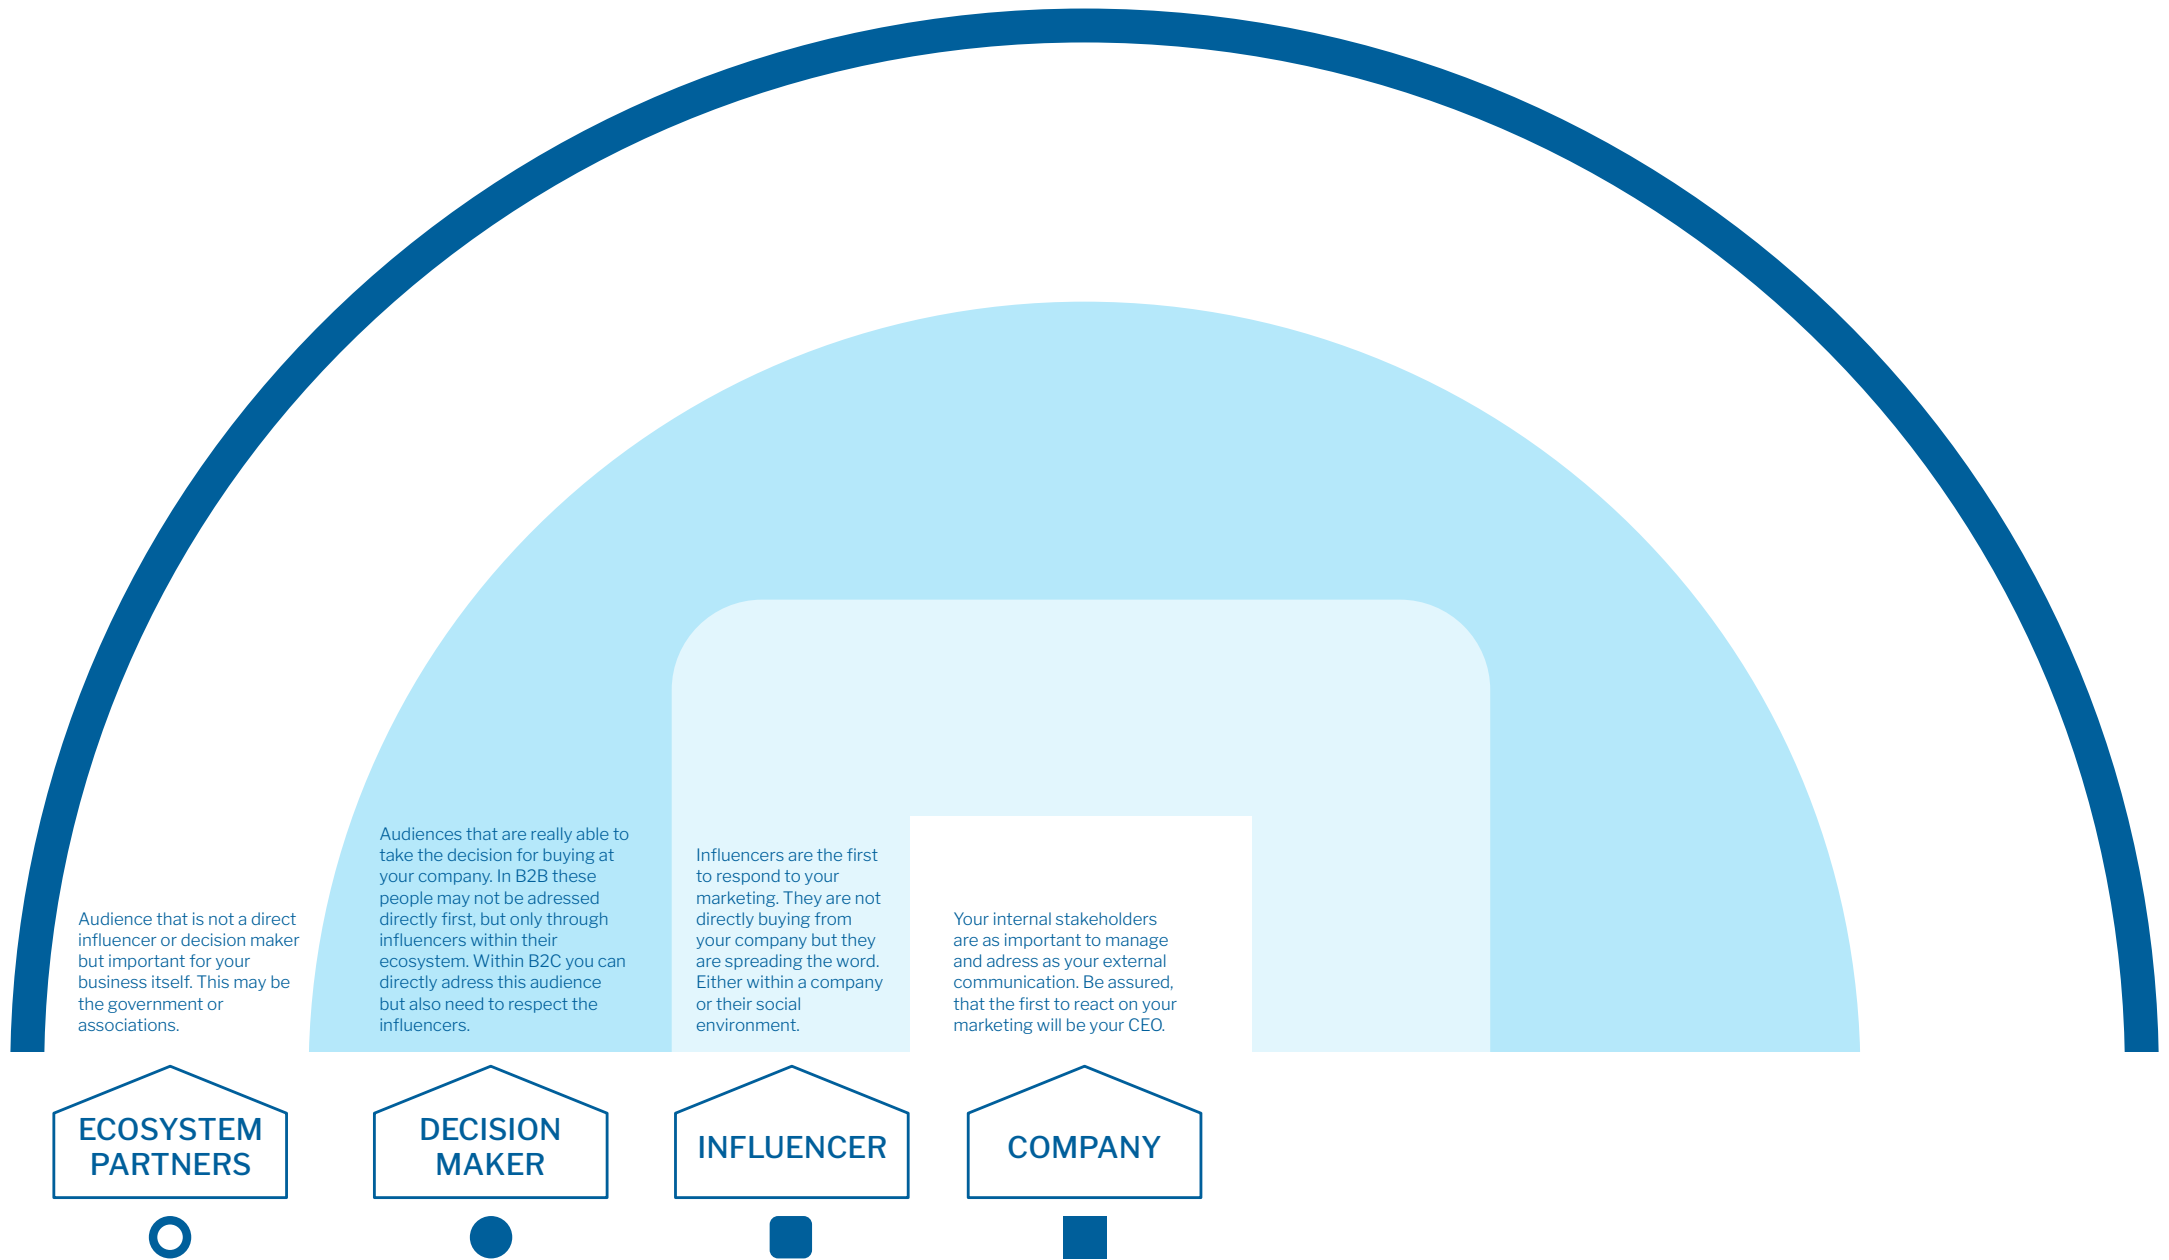 Audience that is not a direct
influencer or decision maker
but important for your
business itself. This may be
the government or
associations.
Audiences that are really able to
take the decision for buying at
your company. In B2B these
people may not be adressed
directly first, but only through
influencers within their
ecosystem. Within B2C you can
directly adress this audience
but also need to respect the
influencers.
Influencers are the first
to respond to your
marketing. They are not
directly buying from
your company but they
are spreading the word.
Either within a company
or their social
environment.
Your internal stakeholders
are as important to manage
and adress as your external
communication. Be assured,
that the first to react on your
marketing will be your CEO.
ECOSYSTEM
PARTNERS
DECISION
MAKER
INFLUENCER
COMPANY